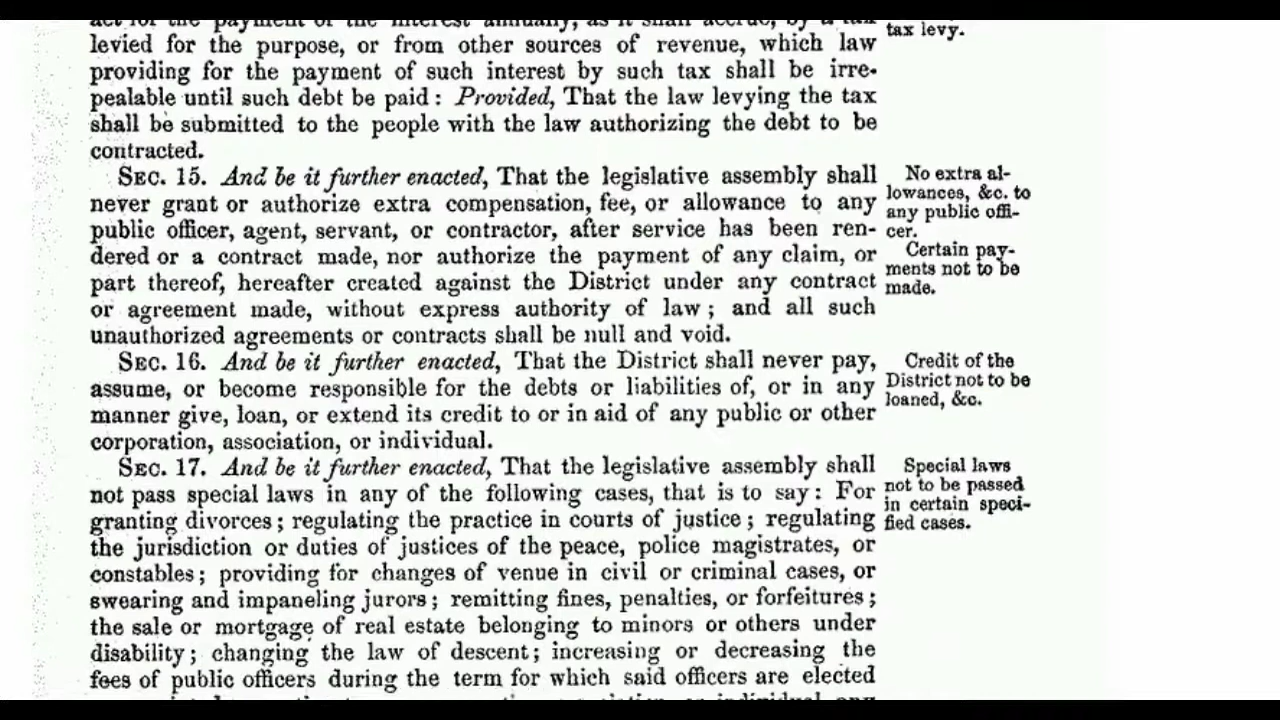 act for the payment of the interest annually, as it shall accrue, by a tax
levied for the purpose, or from other sources of revenue, which law
providing for the payment of such interest by such tax shall be irre-
pealable until such debt be paid: Provided, That the law levying the tax
shall be submitted to the people with the law authorizing the debt to be
contracted.
tax levy.
SEC. 15. And be it further enacted, That the legislative assembly shall
never grant or authorize extra compensation, fee, or allowance to any
public officer, agent, servant, or contractor, after service has been ren-
dered or a contract made, nor authorize the payment of any claim, or
part thereof, hereafter created against the District under any contract
or agreement made, without express authority of law; and all such
unauthorized agreements or contracts shall be null and void.
No extra al-
lowances, &c. to
any public offi-
cer.
Certain pay-
ments not to be
made.
SEC. 16. And be it further enacted, That the District shall never pay,
assume, or become responsible for the debts or liabilities of, or in any
manner give, loan, or extend its credit to or in aid of any public or other
corporation, association, or individual.
Credit of the
District not to be
loaned, &c.
SEC. 17. And be it further enacted, That the legislative assembly shall
not pass special laws in any of the following cases, that is to say: For
granting divorces; regulating the practice in courts of justice; regulating
the jurisdiction or duties of justices of the peace, police magistrates, or
constables; providing for changes of venue in civil or criminal cases, or
swearing and impaneling jurors; remitting fines, penalties, or forfeitures;
the sale or mortgage of real estate belonging to minors or others under
disability; changing the law of descent; increasing or decreasing the
fees of public officers during the term for which said officers are elected
Special laws
not to be passed
in certain speci-
fied cases.